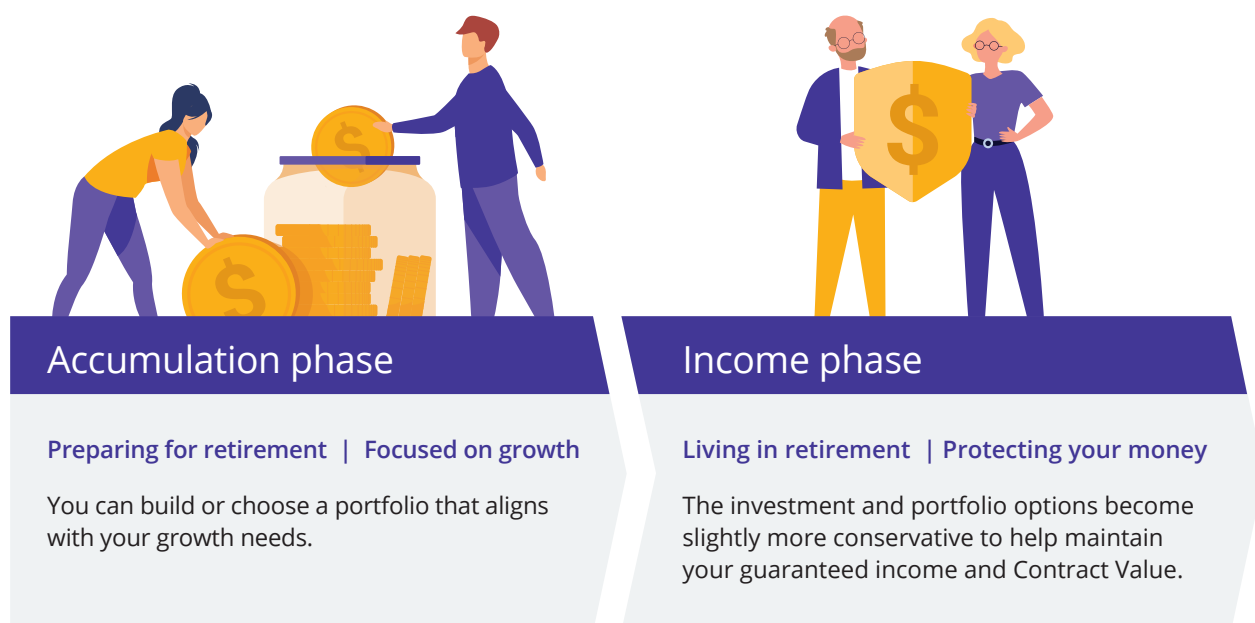 Accumulation phase
Preparing for retirement | Focused on growth
You can build or choose a portfolio that aligns
with your growth needs.
Income phase
Living in retirement | Protecting your money
The investment and portfolio options become
slightly more conservative to help maintain
your guaranteed income and Contract Value.